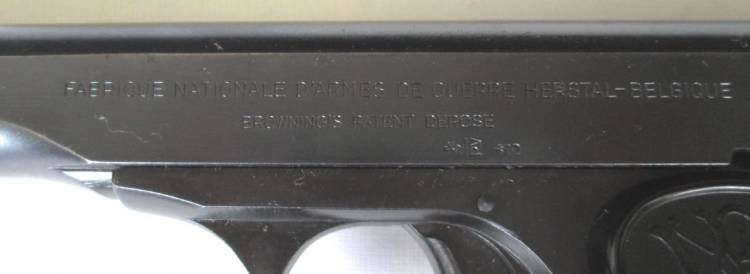 FABRIQUE NATIONALE D'ARMES DE GUERRE HERSTAL-BELGIQUE
BROWNING'S PATENT DEPOSE